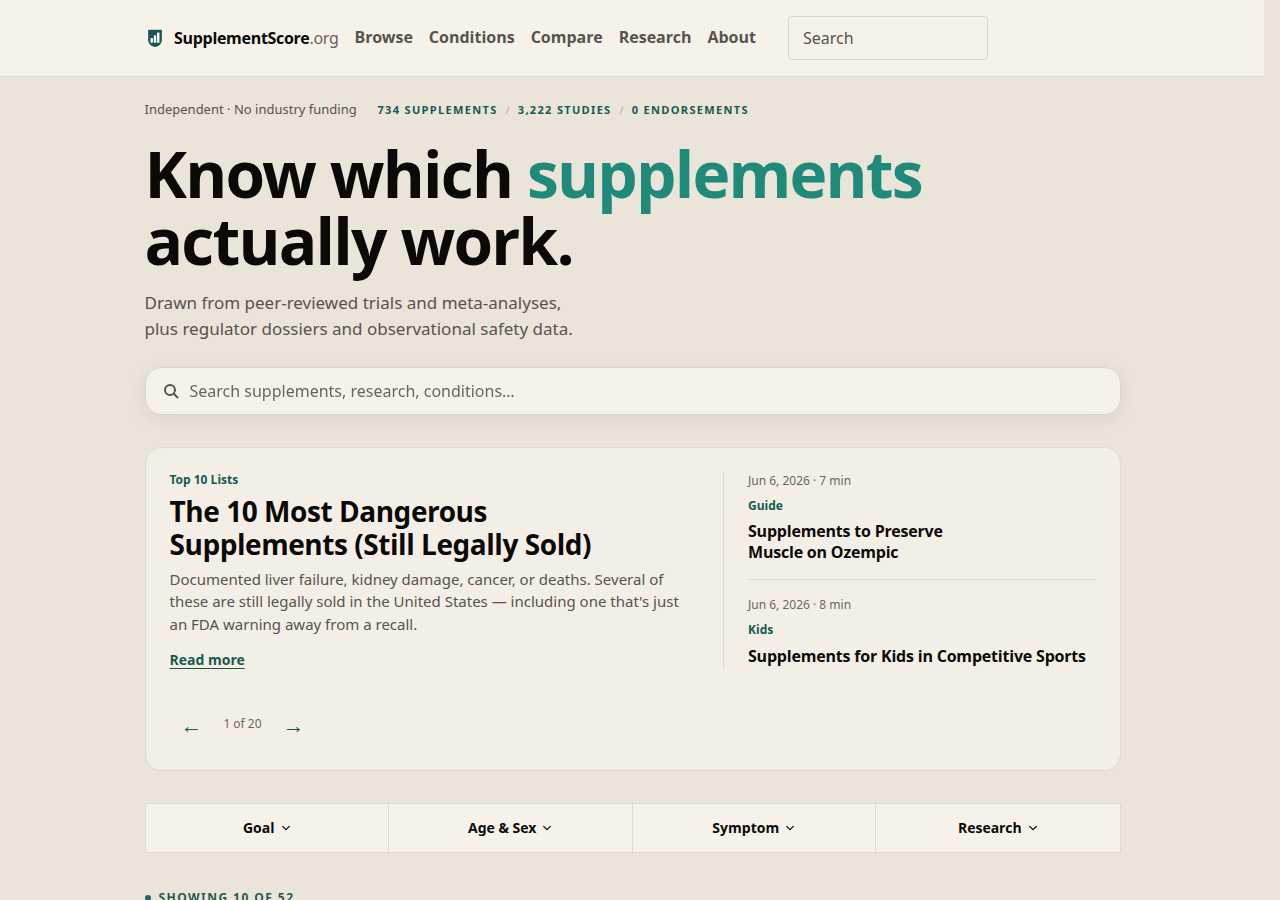 SupplementScore.org Browse Conditions Compare Research About Search
Independent · No industry funding 734 SUPPLEMENTS / 3,222 STUDIES / 0 ENDORSEMENTS
Know which supplements
actually work.
Drawn from peer-reviewed trials and meta-analyses,
plus regulator dossiers and observational safety data.
Search supplements, research, conditions...
Top 10 Lists
The 10 Most Dangerous
Supplements (Still Legally Sold)
Documented liver failure, kidney damage, cancer, or deaths. Several of
these are still legally sold in the United States — including one that's just
an FDA warning away from a recall.
Read more
← 1 of 20 →
Jun 6, 2026 · 7 min
Guide
Supplements to Preserve
Muscle on Ozempic
Jun 6, 2026 · 8 min
Kids
Supplements for Kids in Competitive Sports
Goal Age & Sex Symptom Research
SHOWING 10 OF 52